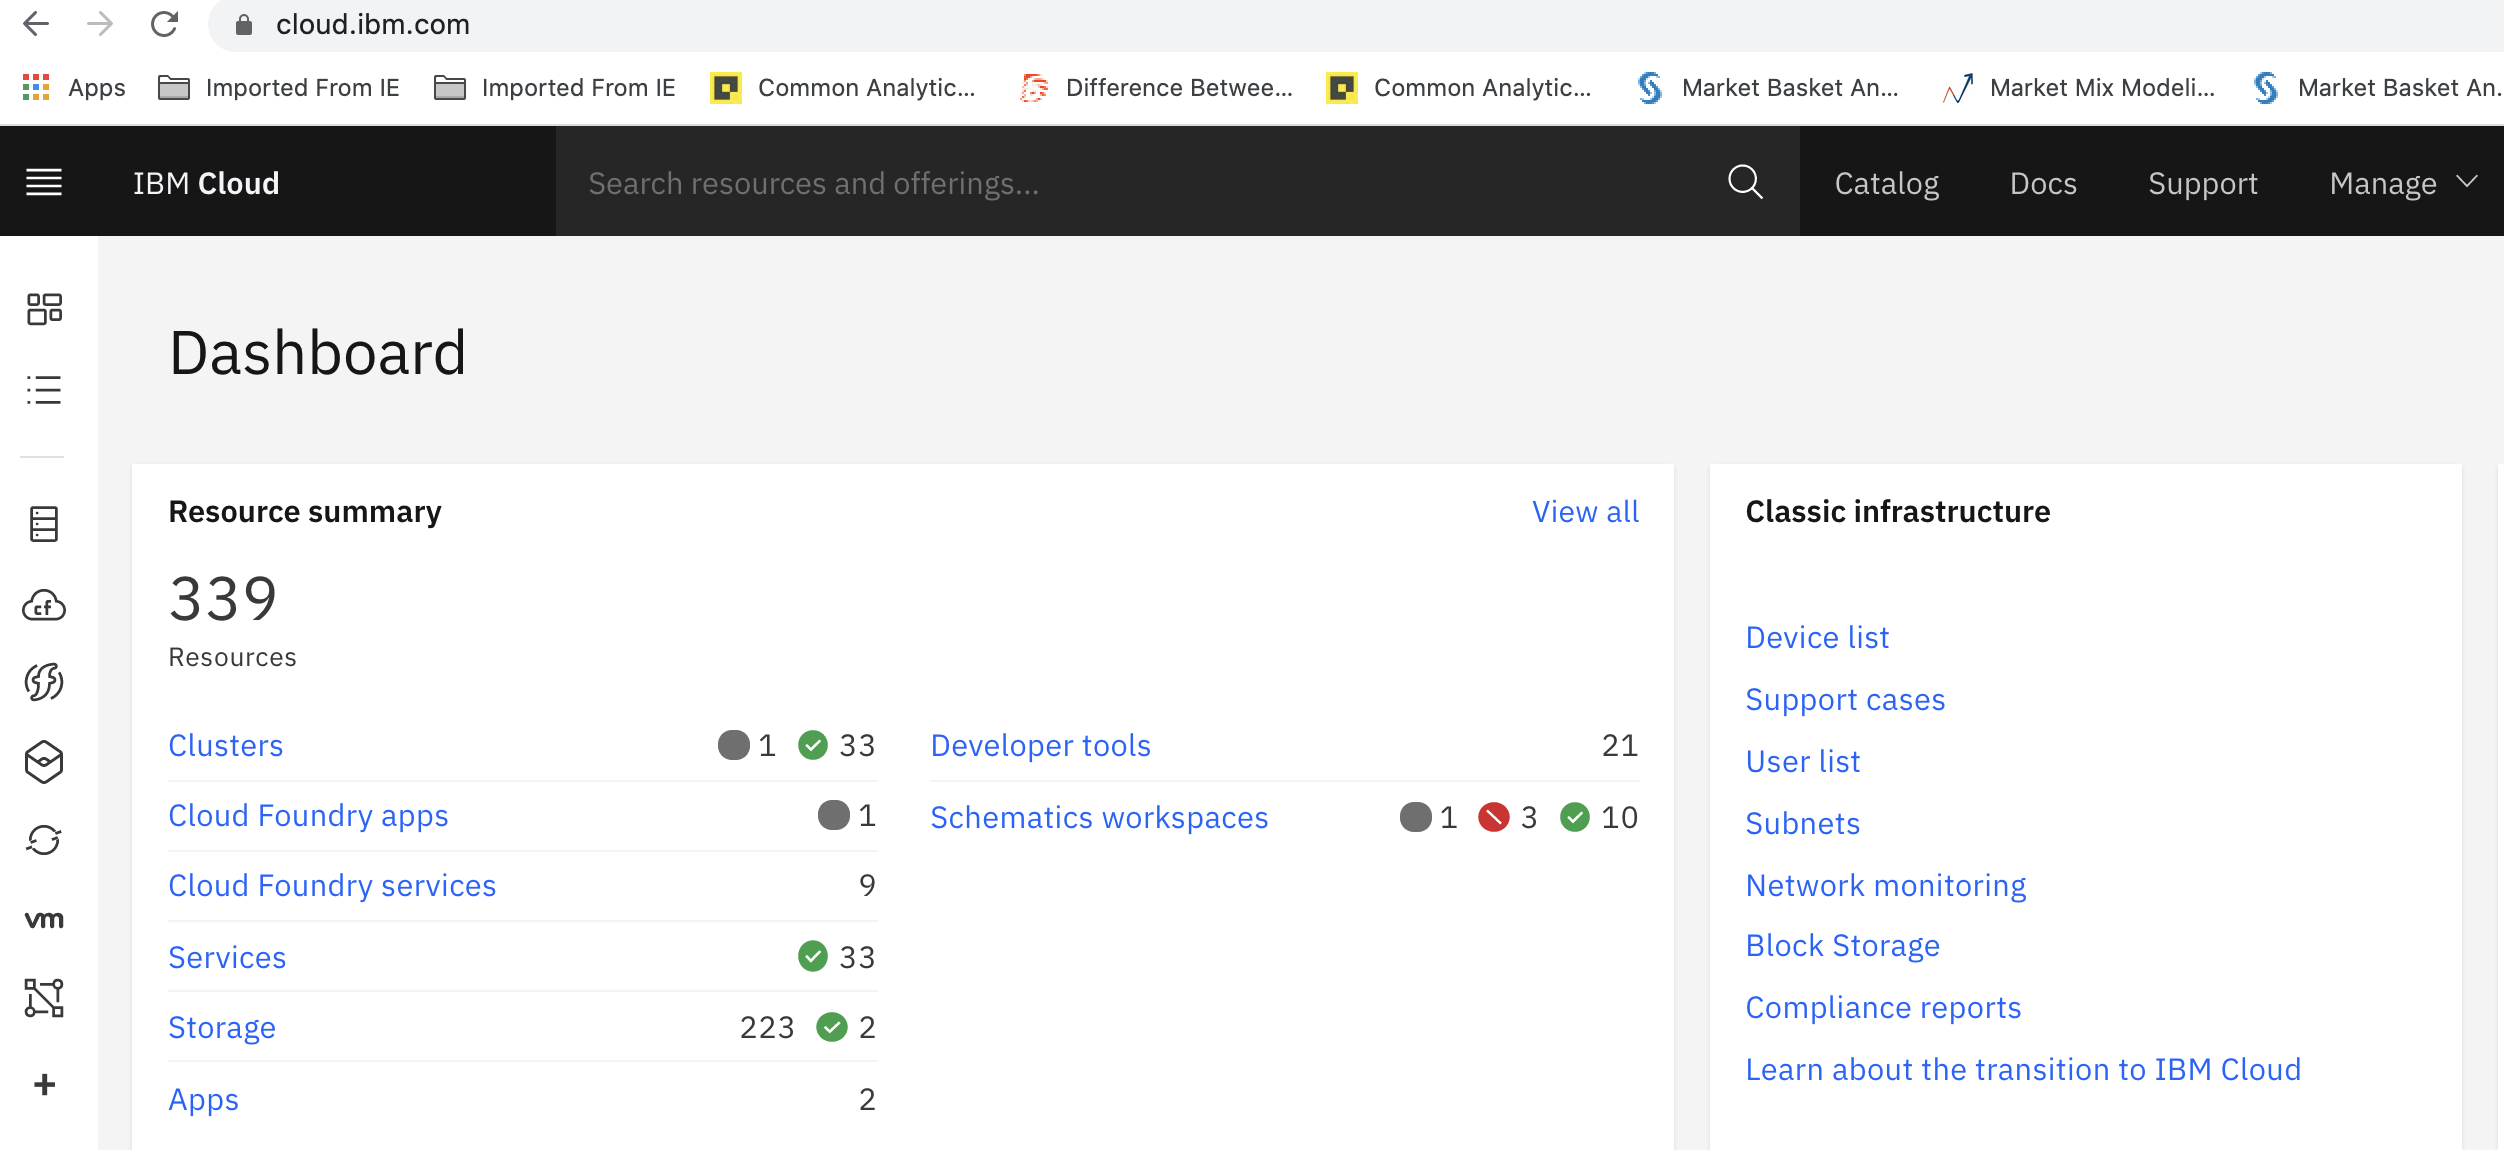 cloud.ibm.com
Apps Imported From IE Imported From IE Common Analytic... Difference Betwee... Common Analytic... Market Basket An... Market Mix Modeli... Market Basket An.
IBM Cloud Search resources and offerings... Catalog Docs Support Manage
Dashboard
Resource summary View all
339
Resources
Clusters 1 33
Cloud Foundry apps 1
Cloud Foundry services 9
Services 33
Storage 223 2
Apps 2
Developer tools 21
Schematics workspaces 1 3 10
Classic infrastructure
Device list
Support cases
User list
Subnets
Network monitoring
Block Storage
Compliance reports
Learn about the transition to IBM Cloud
cf
vm